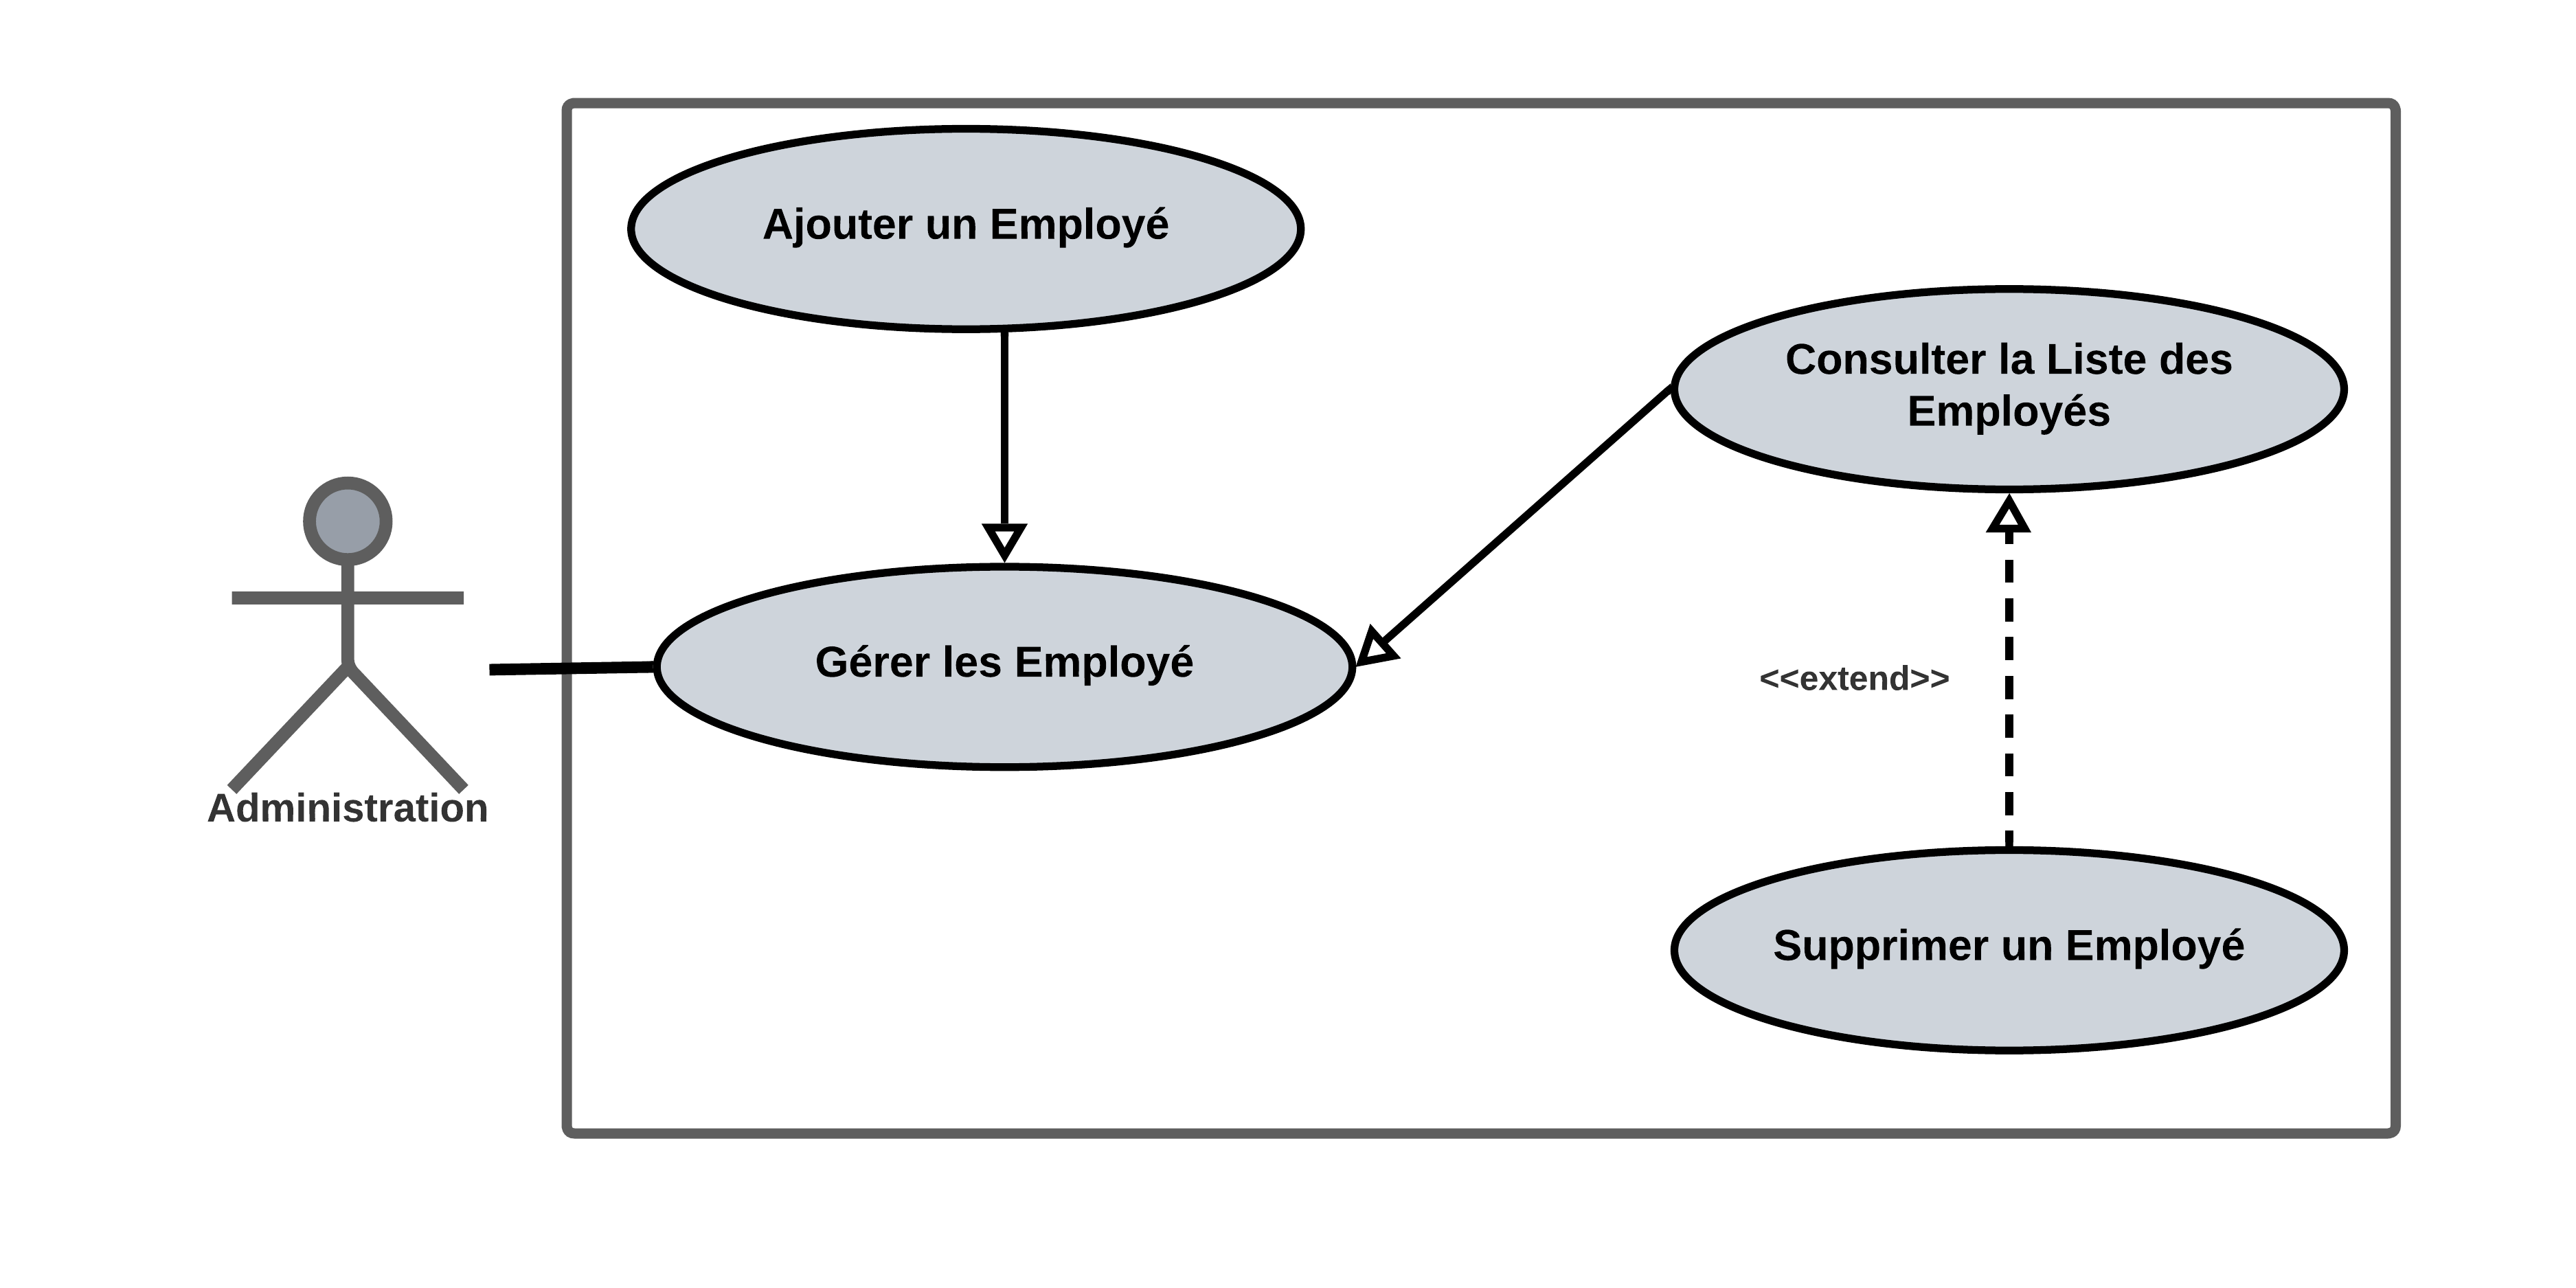 Ajouter un Employé
Consulter la Liste des
Employés
Gérer les Employé
<<extend>>
Administration
Supprimer un Employé